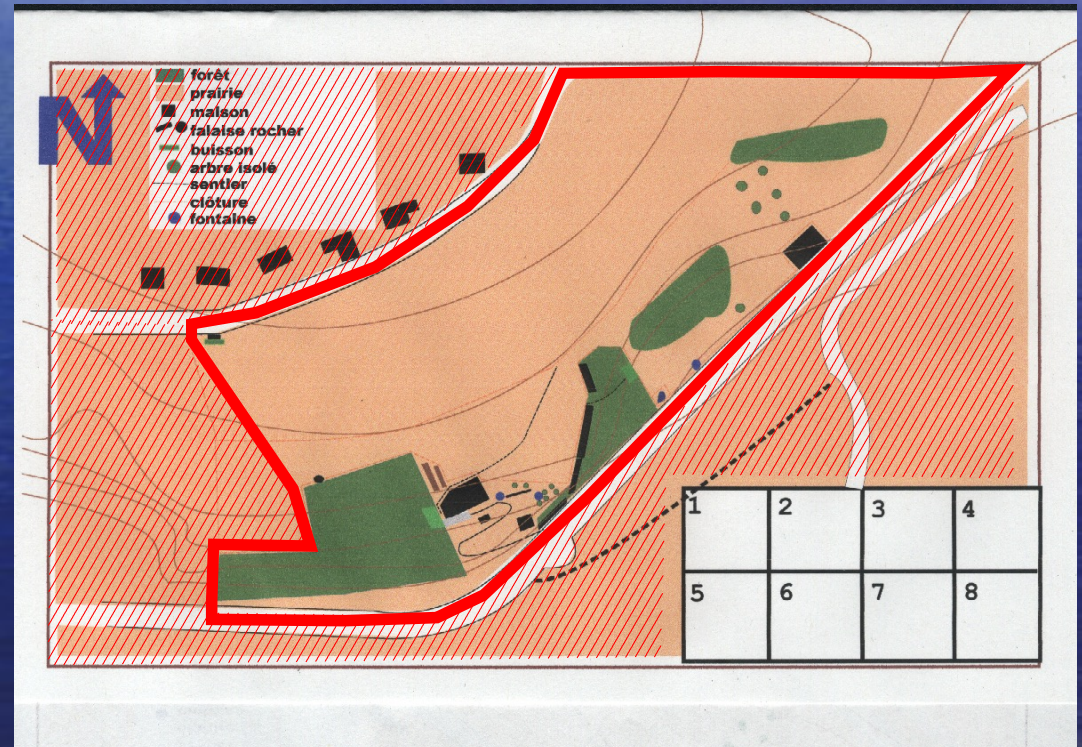 N
forêt
prairie
maison
falaise rocher
buisson
arbre isolé
sentier
clôture
fontaine
1 2 3 4
5 6 7 8